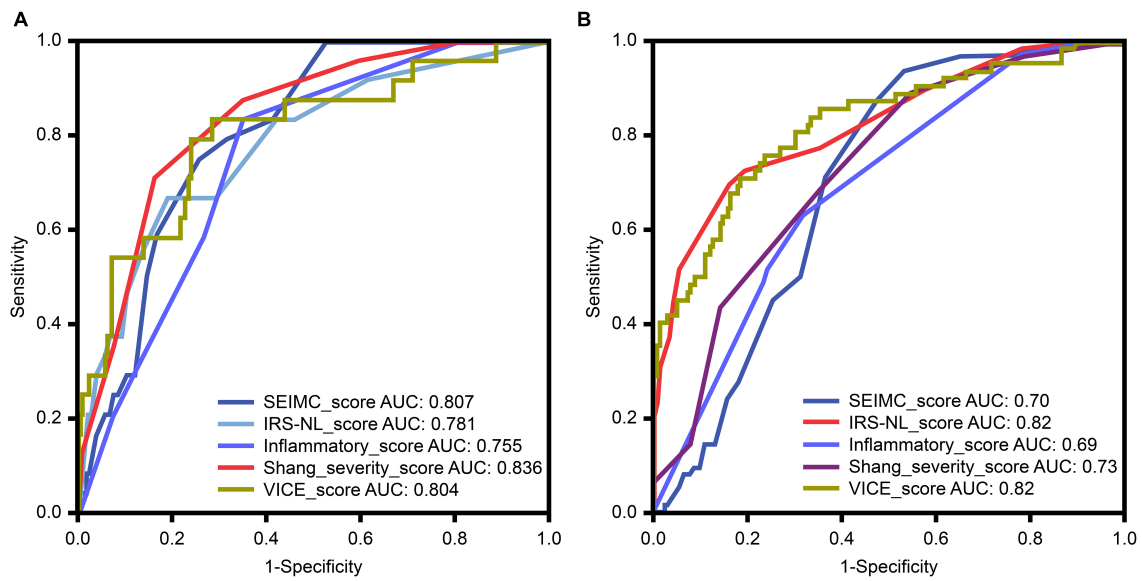 A
1.0
0.8
0.6
0.4
0.2
0.0
Sensitivity
SEIMC_score AUC: 0.807
IRS-NL_score AUC: 0.781
Inflammatory_score AUC: 0.755
Shang_severity_score AUC: 0.836
VICE_score AUC: 0.804
0.0 0.2 0.4 0.6 0.8 1.0
1-Specificity
B
1.0
0.8
0.6
0.4
0.2
0.0
Sensitivity
SEIMC_score AUC: 0.70
IRS-NL_score AUC: 0.82
Inflammatory_score AUC: 0.69
Shang_severity_score AUC: 0.73
VICE_score AUC: 0.82
0.0 0.2 0.4 0.6 0.8 1.0
1-Specificity